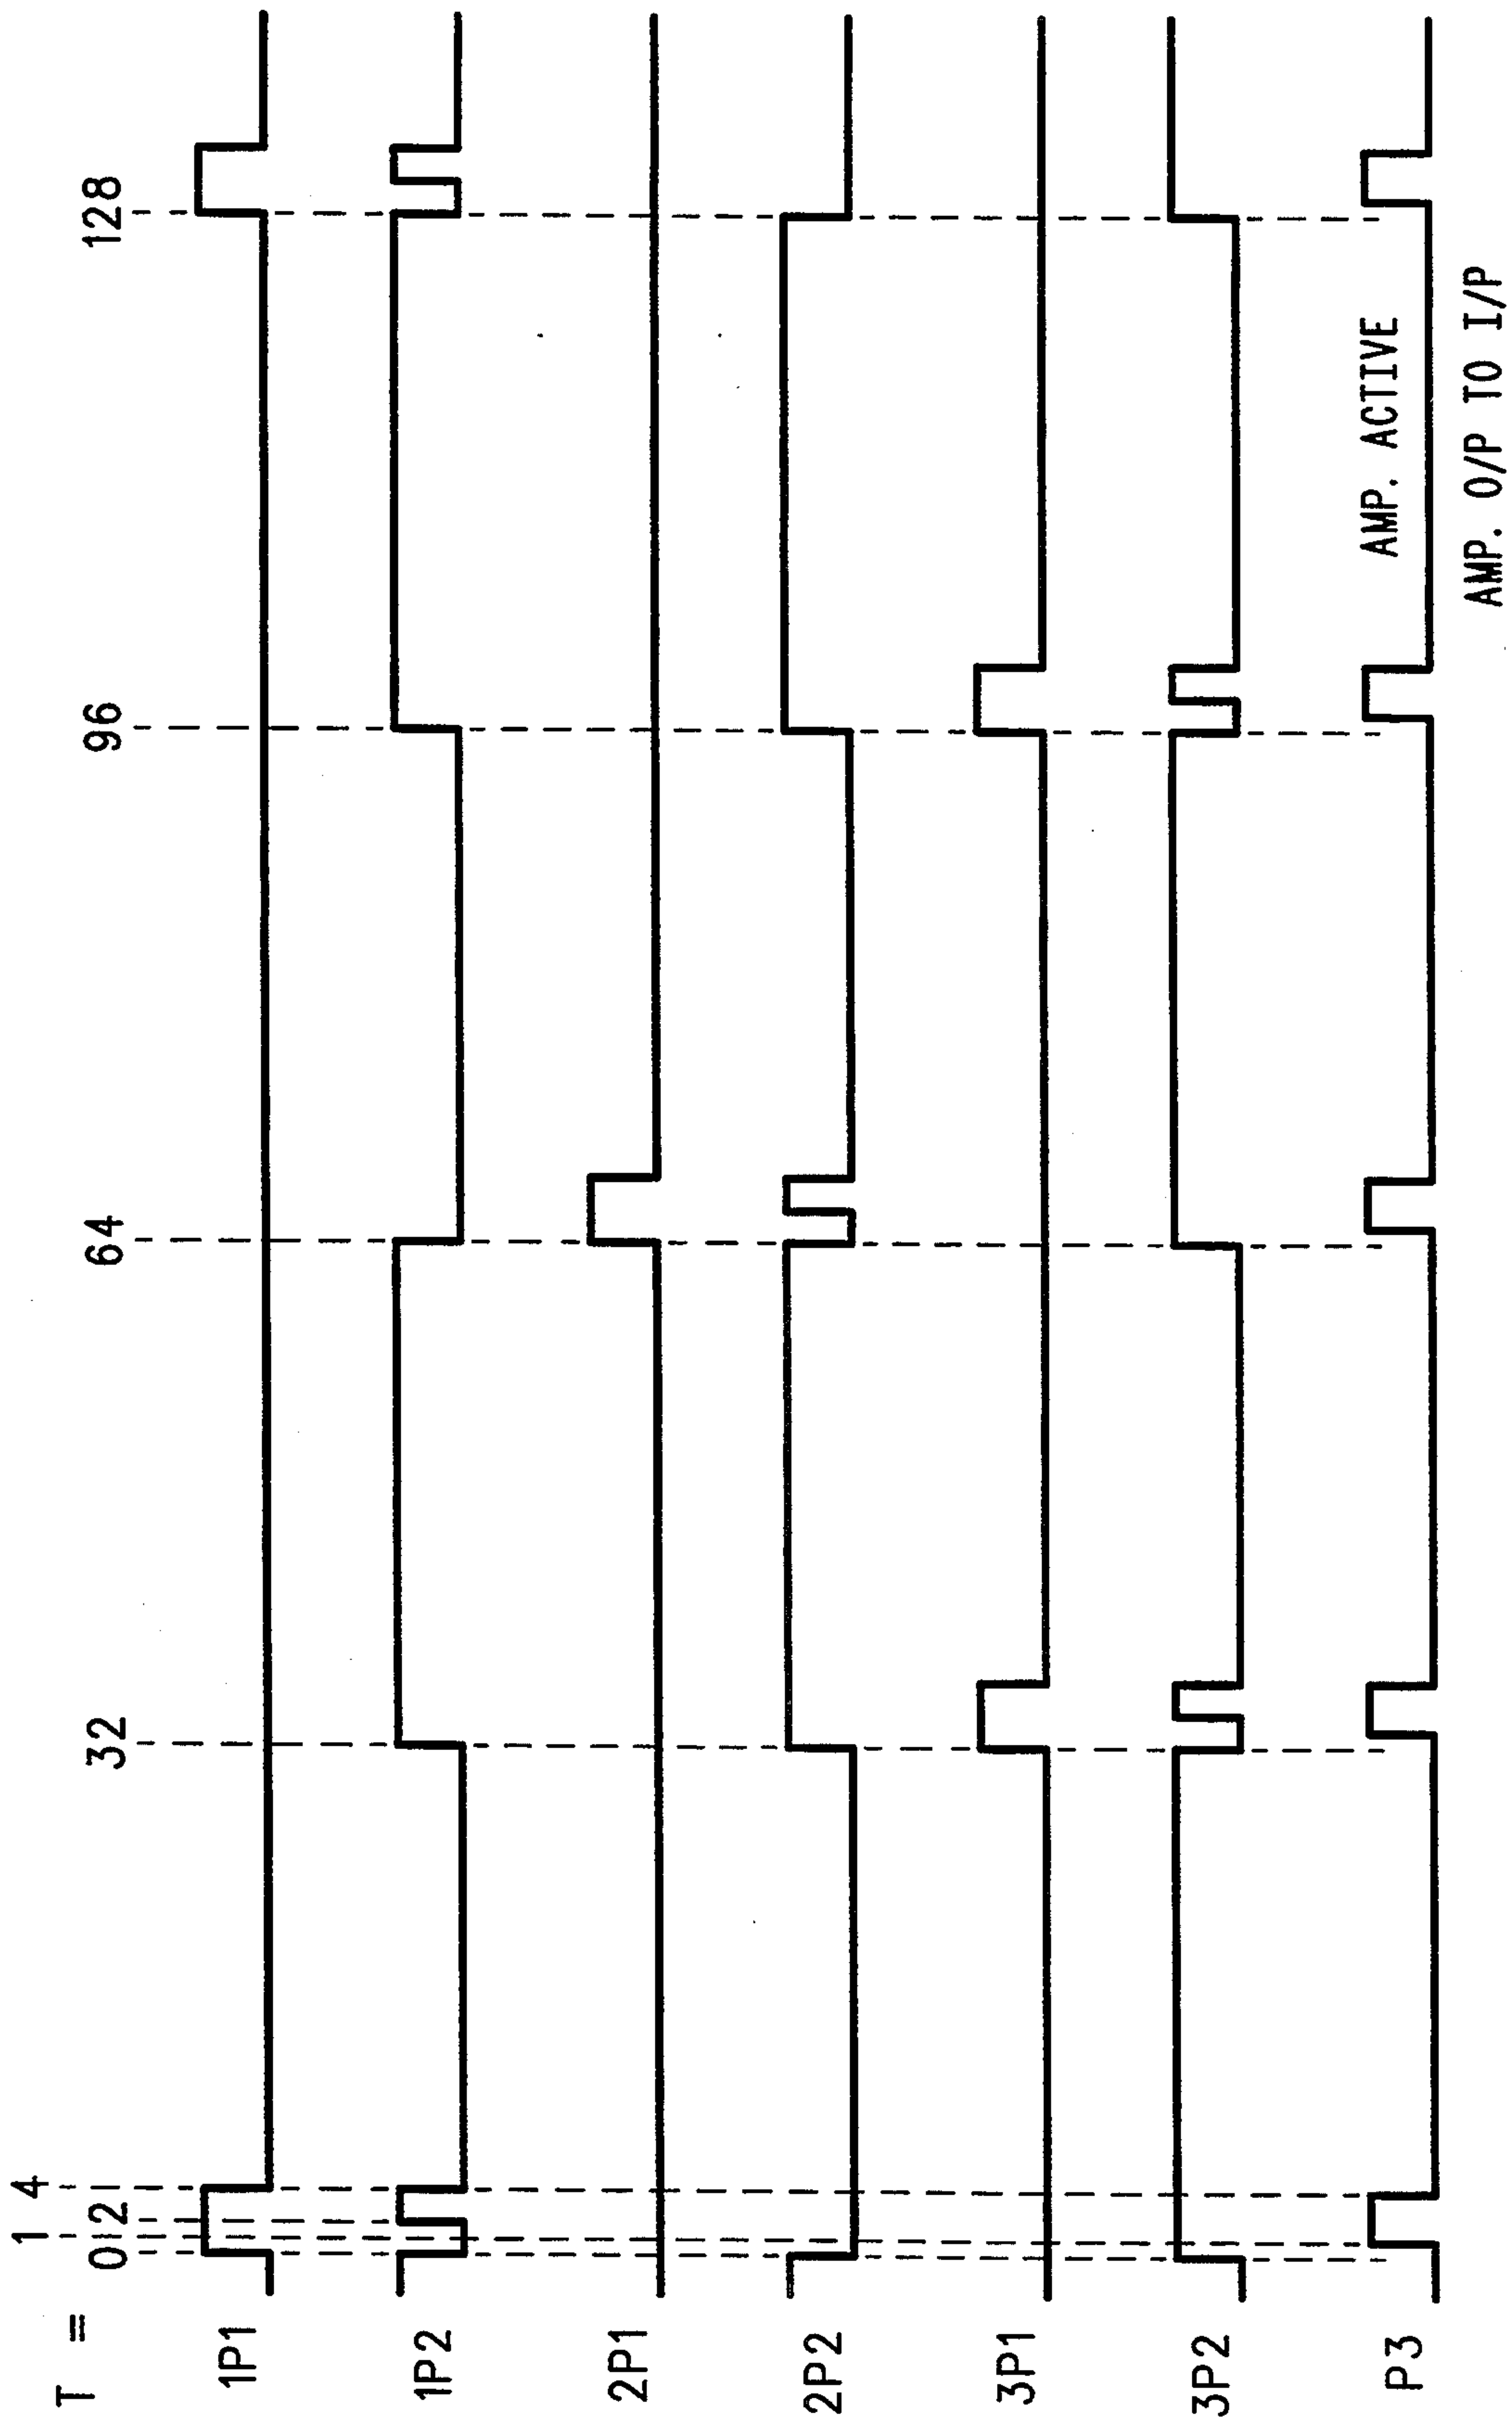 T =
1
4
0
2
32
64
96
128
1P1
1P2
2P1
2P2
3P1
3P2
P3
AMP. ACTIVE
AMP. O/P TO I/P